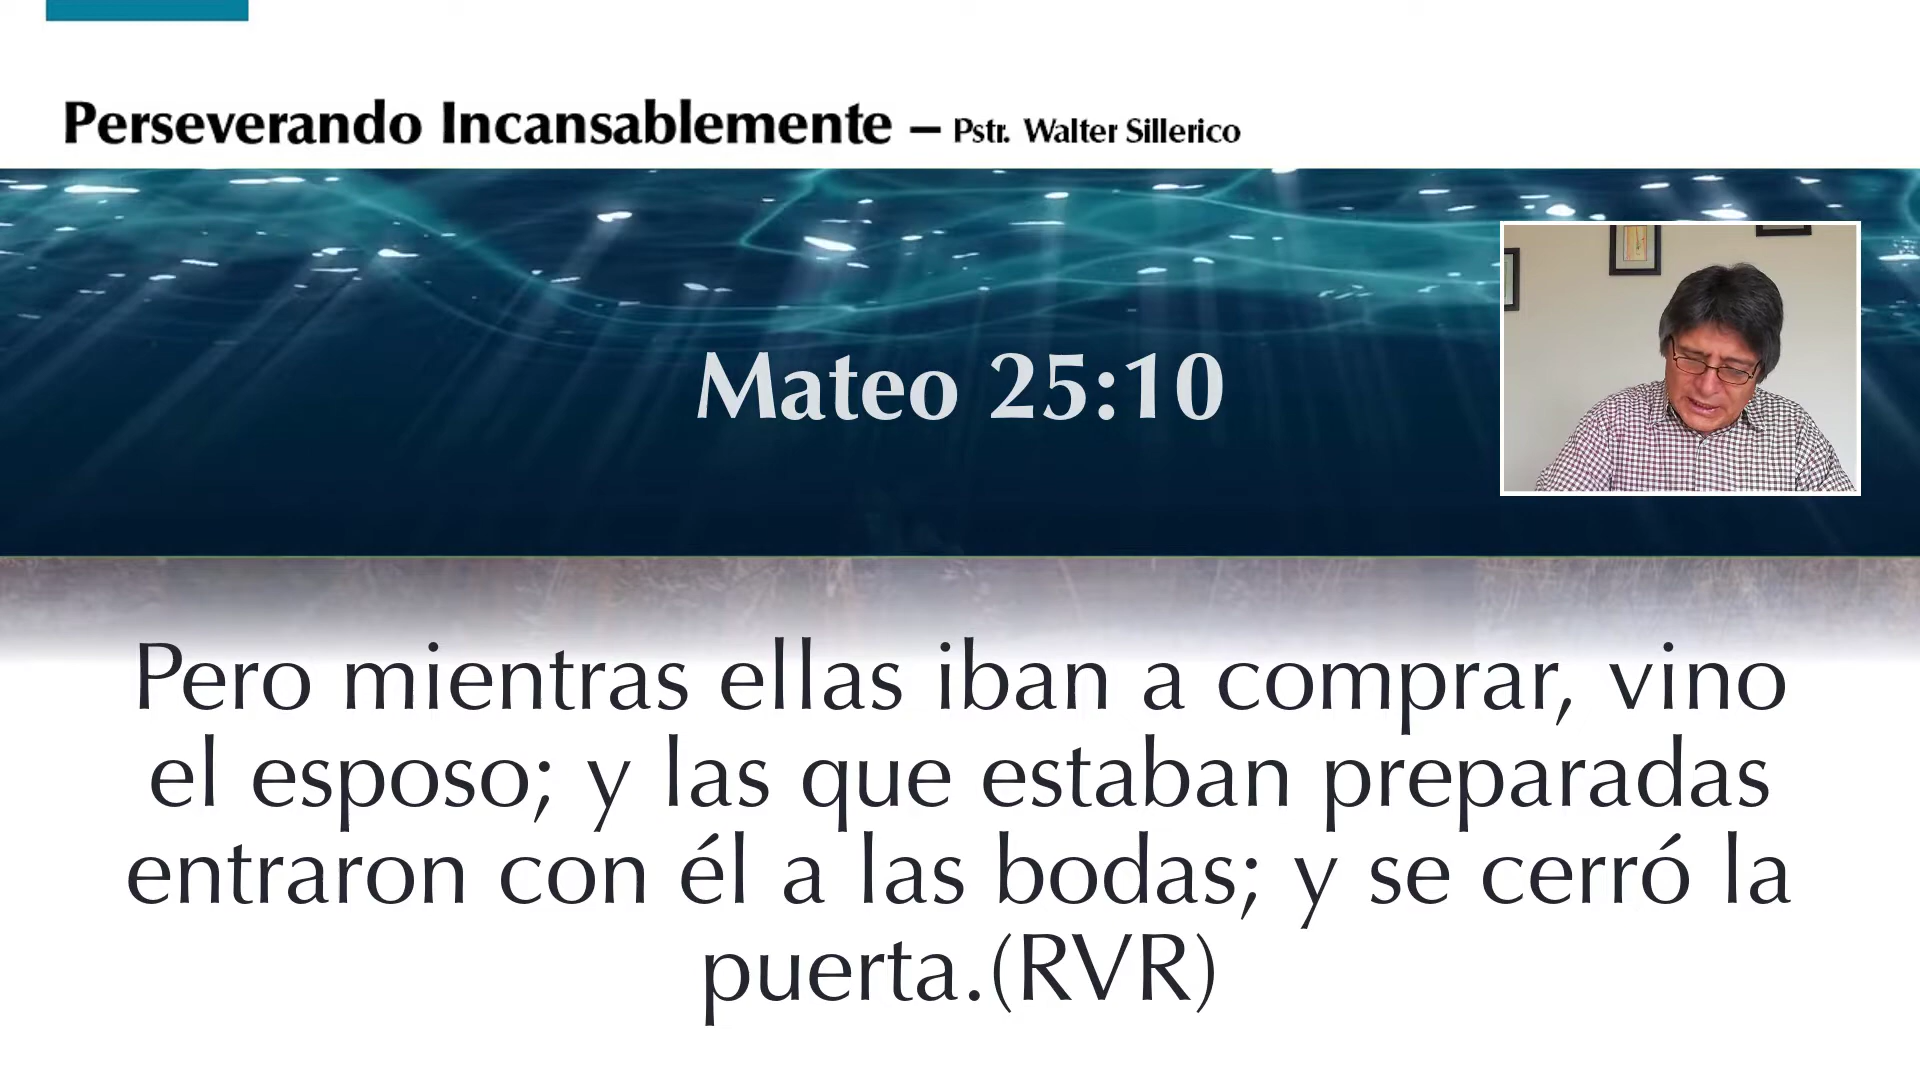 Perseverando Incansablemente — Pstr. Walter Sillerico
Mateo 25:10
Pero mientras ellas iban a comprar, vino
el esposo; y las que estaban preparadas
entraron con él a las bodas; y se cerró la
puerta.(RVR)